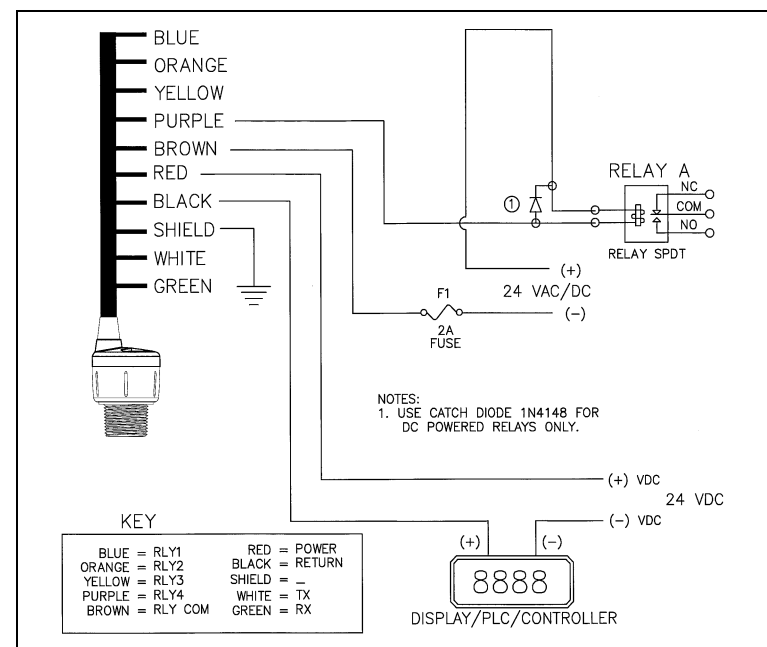 BLUE
ORANGE
YELLOW
PURPLE
BROWN
RED
BLACK
SHIELD
WHITE
GREEN
1
RELAY A
NC
COM
NO
RELAY SPDT
(+)
24 VAC/DC
(-)
F1
2A
FUSE
NOTES:
1. USE CATCH DIODE 1N4148 FOR
DC POWERED RELAYS ONLY.
(+) VDC
24 VDC
(-) VDC
(+)
(-)
8888
DISPLAY/PLC/CONTROLLER
KEY
BLUE = RLY1
ORANGE = RLY2
YELLOW = RLY3
PURPLE = RLY4
BROWN = RLY COM
RED = POWER
BLACK = RETURN
SHIELD = _
WHITE = TX
GREEN = RX